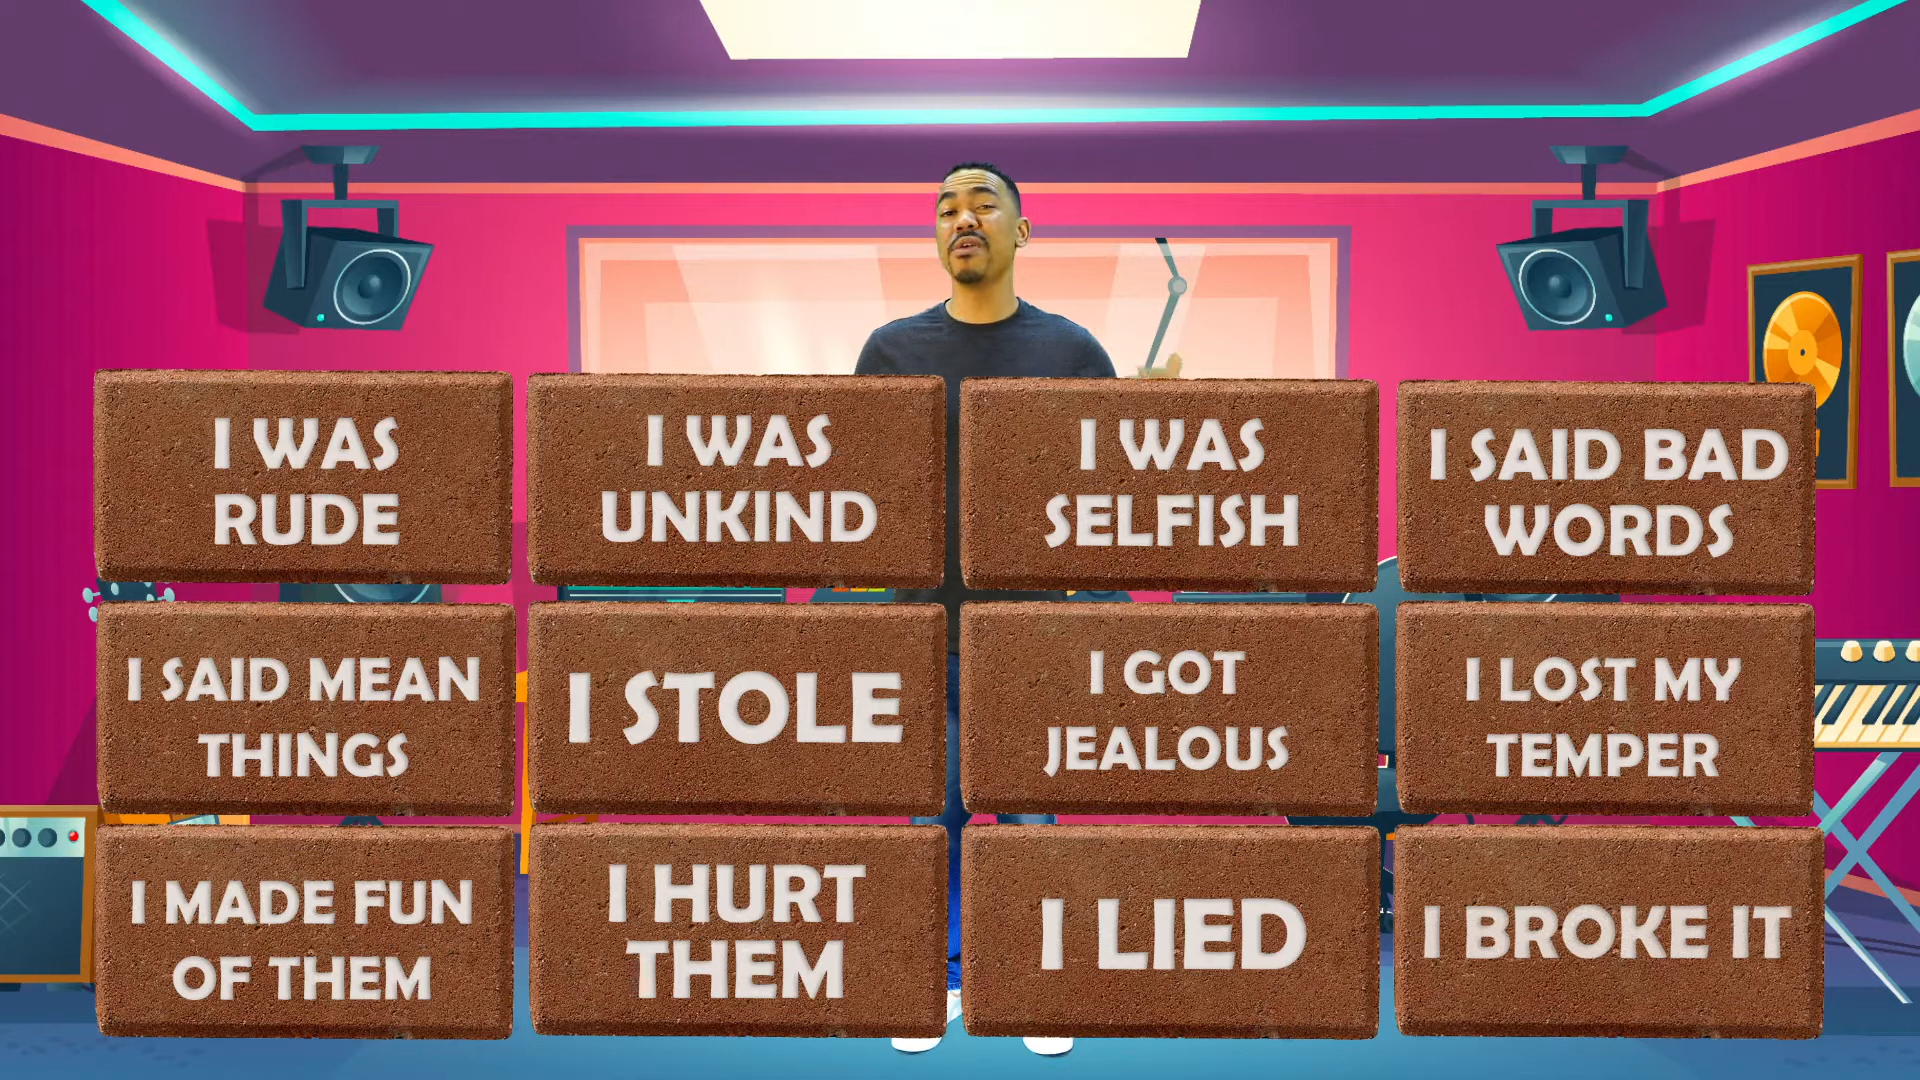 I WAS
RUDE
I WAS
UNKIND
I WAS
SELFISH
I SAID BAD
WORDS
I SAID MEAN
THINGS
I STOLE
I GOT
JEALOUS
I LOST MY
TEMPER
I MADE FUN
OF THEM
I HURT
THEM
I LIED
I BROKE IT